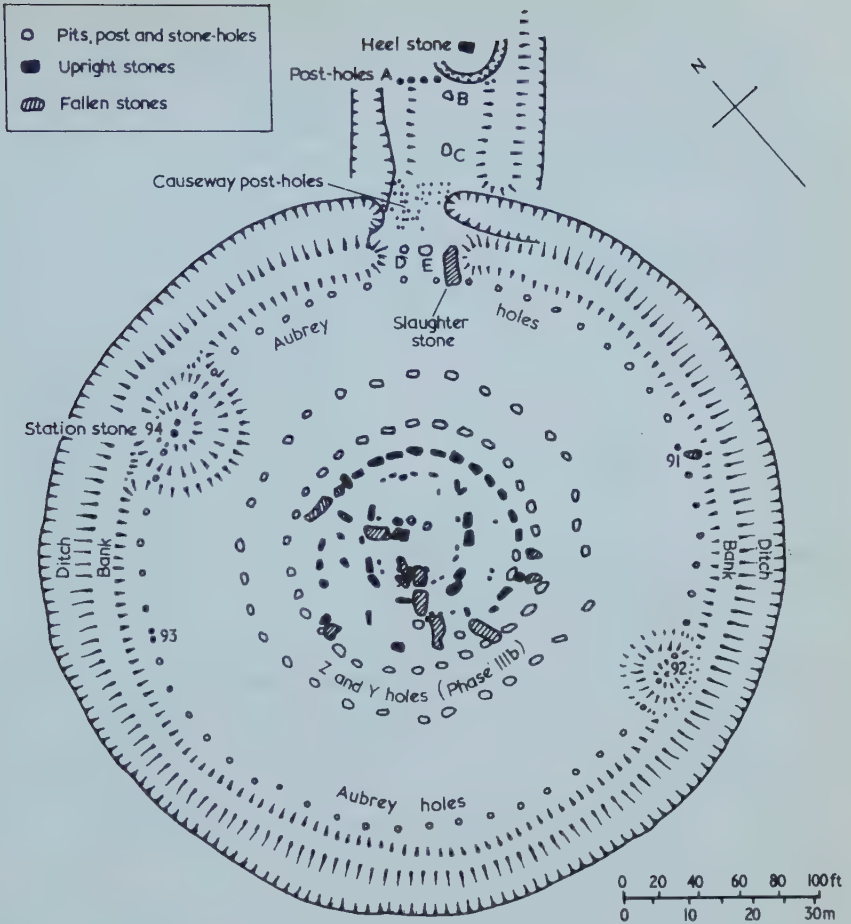 Pits, post and stone-holes
Upright stones
Fallen stones
Heel stone
Post-holes A
B
N
C
Causeway post-holes
D
E
Slaughter
stone
Aubrey
holes
Station stone 94
91
Ditch
Bank
Bank
Ditch
93
92
Z and Y holes (Phase IIIb)
Aubrey holes
0 20 40 60 80 100 ft
0 10 20 30m